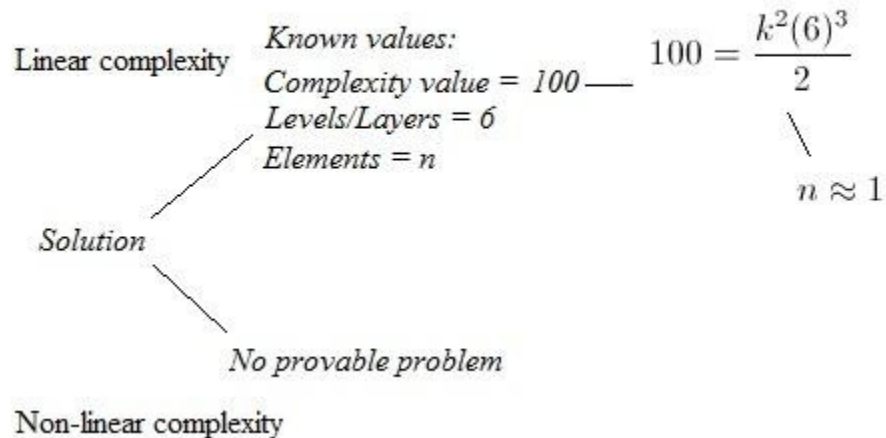 Linear complexity
Known values:
Complexity value = 100
Levels/Layers = 6
Elements = n
100 = \frac{k^2(6)^3}{2}
n ≈ 1
Solution
No provable problem
Non-linear complexity